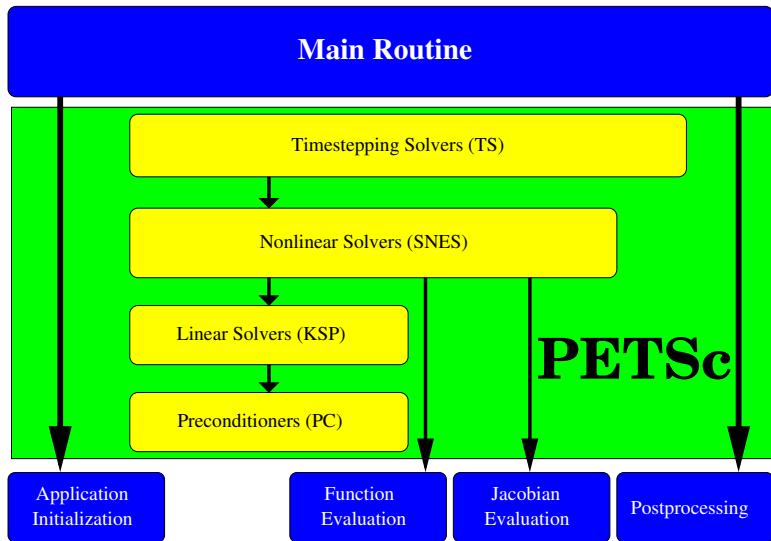 Main Routine
Timestepping Solvers (TS)
Nonlinear Solvers (SNES)
Linear Solvers (KSP)
PETSc
Preconditioners (PC)
Application
Initialization
Function
Evaluation
Jacobian
Evaluation
Postprocessing